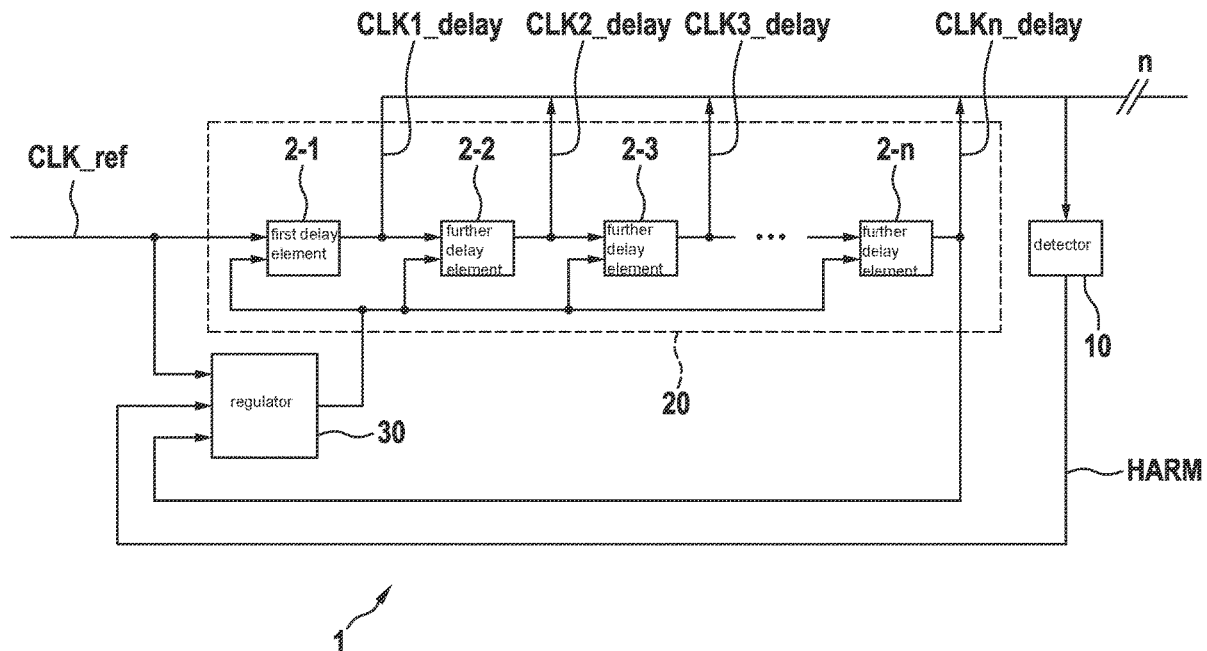 CLK1_delay CLK2_delay CLK3_delay CLKn_delay
n
CLK_ref
2-1 2-2 2-3 2-n
first delay
element
further
delay
element
further
delay
element
...
further
delay
element
detector
10
regulator
30
20
HARM
1